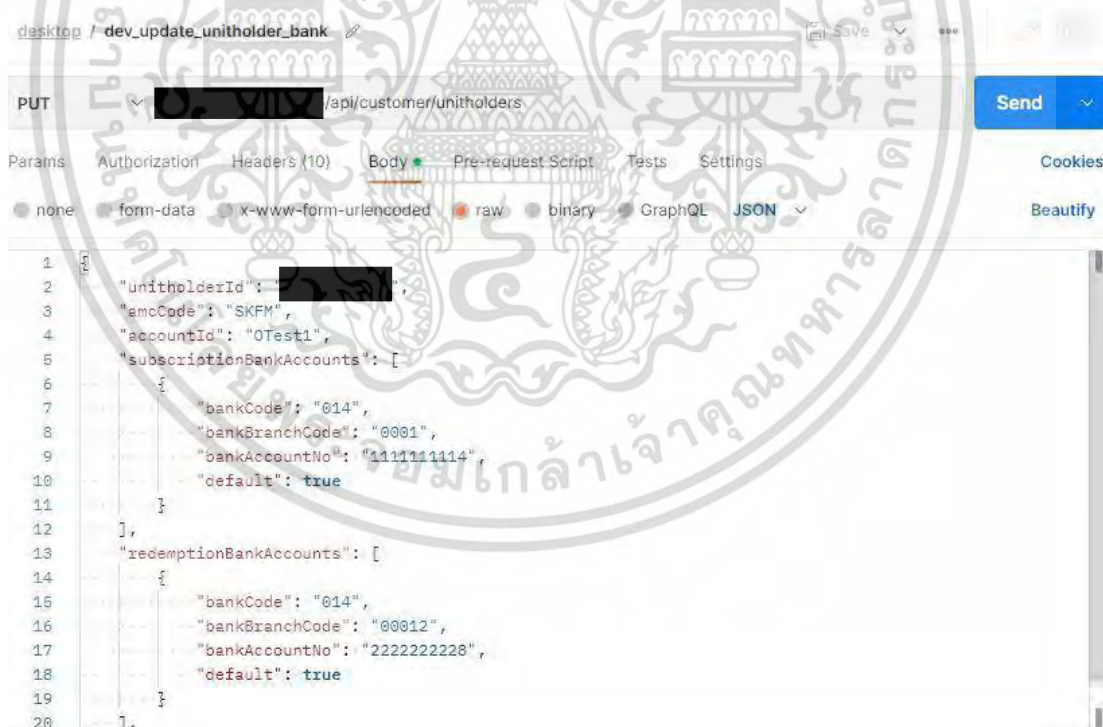 desktop / dev_update_unitholder_bank
Save
PUT
/api/customer/unitholders
Send
Params Authorization Headers (10) Body Pre-request Script Tests Settings Cookies
none form-data x-www-form-urlencoded raw binary GraphQL JSON Beautify
1 {
2 "unitholderId": " ",
3 "amcCode": "SKFM",
4 "accountId": "OTest1",
5 "subscriptionBankAccounts": [
6 {
7 "bankCode": "014",
8 "bankBranchCode": "0001",
9 "bankAccountNo": "1111111114",
10 "default": true
11 }
12 ],
13 "redemptionBankAccounts": [
14 {
15 "bankCode": "014",
16 "bankBranchCode": "00012",
17 "bankAccountNo": "2222222228",
18 "default": true
19 }
20 ],